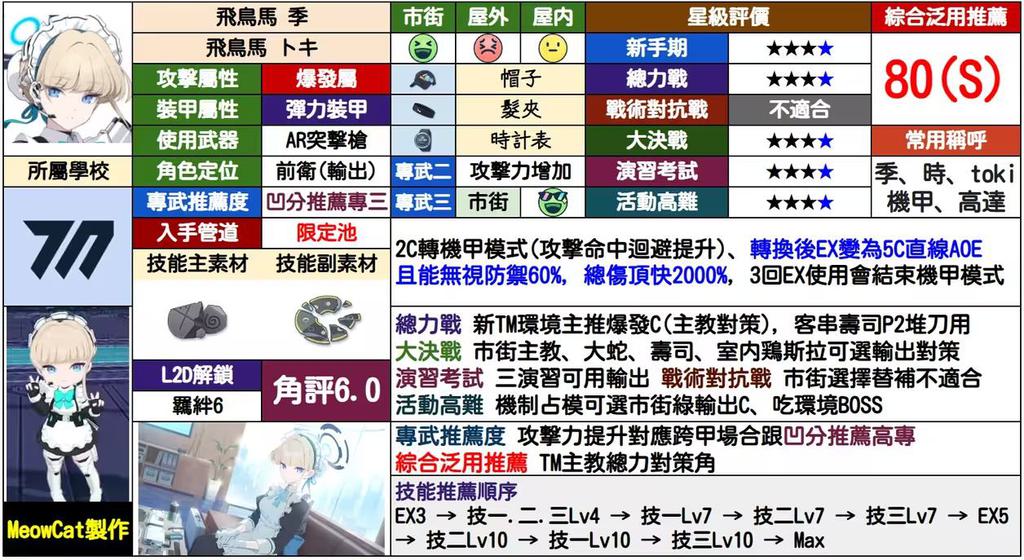 飛鳥馬 季
市街
屋外
屋內
星級評價
綜合泛用推薦
飛鳥馬 トキ
新手期
★★★★
80(S)
攻擊屬性
爆發屬
帽子
總力戰
★★★★
裝甲屬性
彈力裝甲
髮夾
戰術對抗戰
不適合
使用武器
AR突擊槍
時計表
大決戰
★★★★
常用稱呼
所屬學校
角色定位
前衛(輸出)
專武二
攻擊力增加
演習考試
★★★★
季、時、toki
機甲、高達
專武推薦度
凹分推薦專三
專武三
市街
活動高難
★★★★
入手管道
限定池
2C轉機甲模式(攻擊命中迴避提升)、轉換後EX變為5C直線AOE
且能無視防禦60%, 總傷頂快2000%, 3回EX使用會結束機甲模式
技能主素材
技能副素材
總力戰 新TM環境主推爆發C(主教對策), 客串壽司P2堆刀用
大決戰 市街主教、大蛇、壽司、室內鶏斯拉可選輸出對策
演習考試 三演習可用輸出 戰術對抗戰 市街選擇替補不適合
活動高難 機制占模可選市街綠輸出C、吃環境BOSS
L2D解鎖
羈絆6
角評6.0
專武推薦度 攻擊力提升對應跨甲場合跟凹分推薦高專
綜合泛用推薦 TM主教總力對策角
技能推薦順序
EX3 → 技一.二.三Lv4 → 技一Lv7 → 技二Lv7 → 技三Lv7 → EX5
→ 技二Lv10 → 技一Lv10 → 技三Lv10 → Max
MeowCat製作